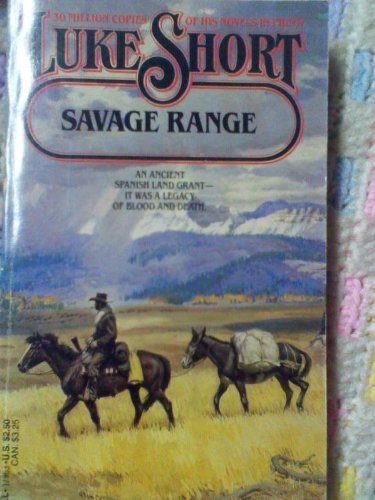 30 MILLION COPIES OF HIS NOVELS IN PRINT
LUKE SHORT
SAVAGE RANGE
AN ANCIENT
SPANISH LAND GRANT—
IT WAS A LEGACY
OF BLOOD AND DEATH.
U.S. $2.50
CAN. $3.25